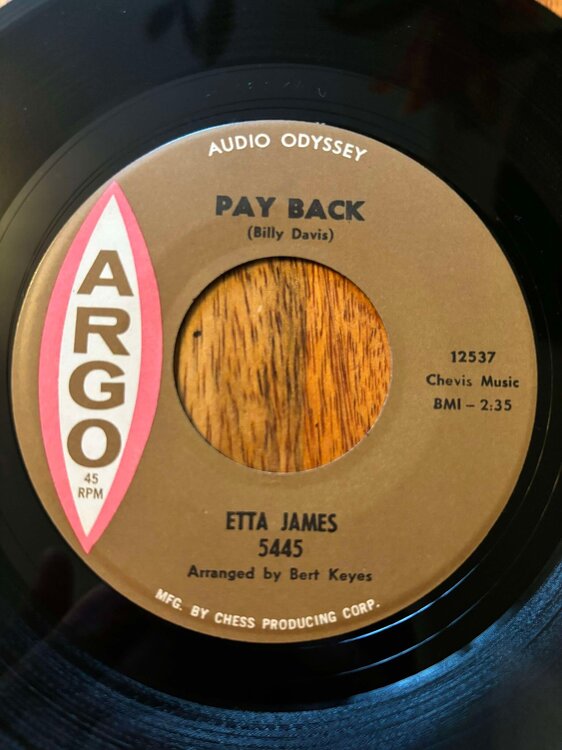 AUDIO ODYSSEY
PAY BACK
(Billy Davis)
ARGO
45
RPM
12537
Chevis Music
BMI - 2:35
ETTA JAMES
5445
Arranged by Bert Keyes
MFG. BY CHESS PRODUCING CORP.